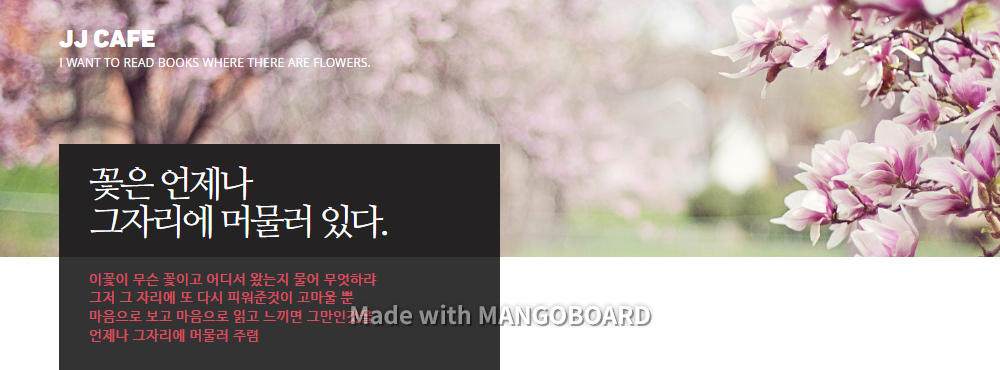 JJ CAFE
I WANT TO READ BOOKS WHERE THERE ARE FLOWERS.
꽃은 언제나
그자리에 머물러 있다.
이꽃이 무슨 꽃이고 어디서 왔는지 물어 무엇하랴
그저 그 자리에 또 다시 피워준것이 고마울 뿐
마음으로 보고 마음으로 읽고 느끼면 그만인것을
언제나 그자리에 머물러 주렴
Made with MANGOBOARD